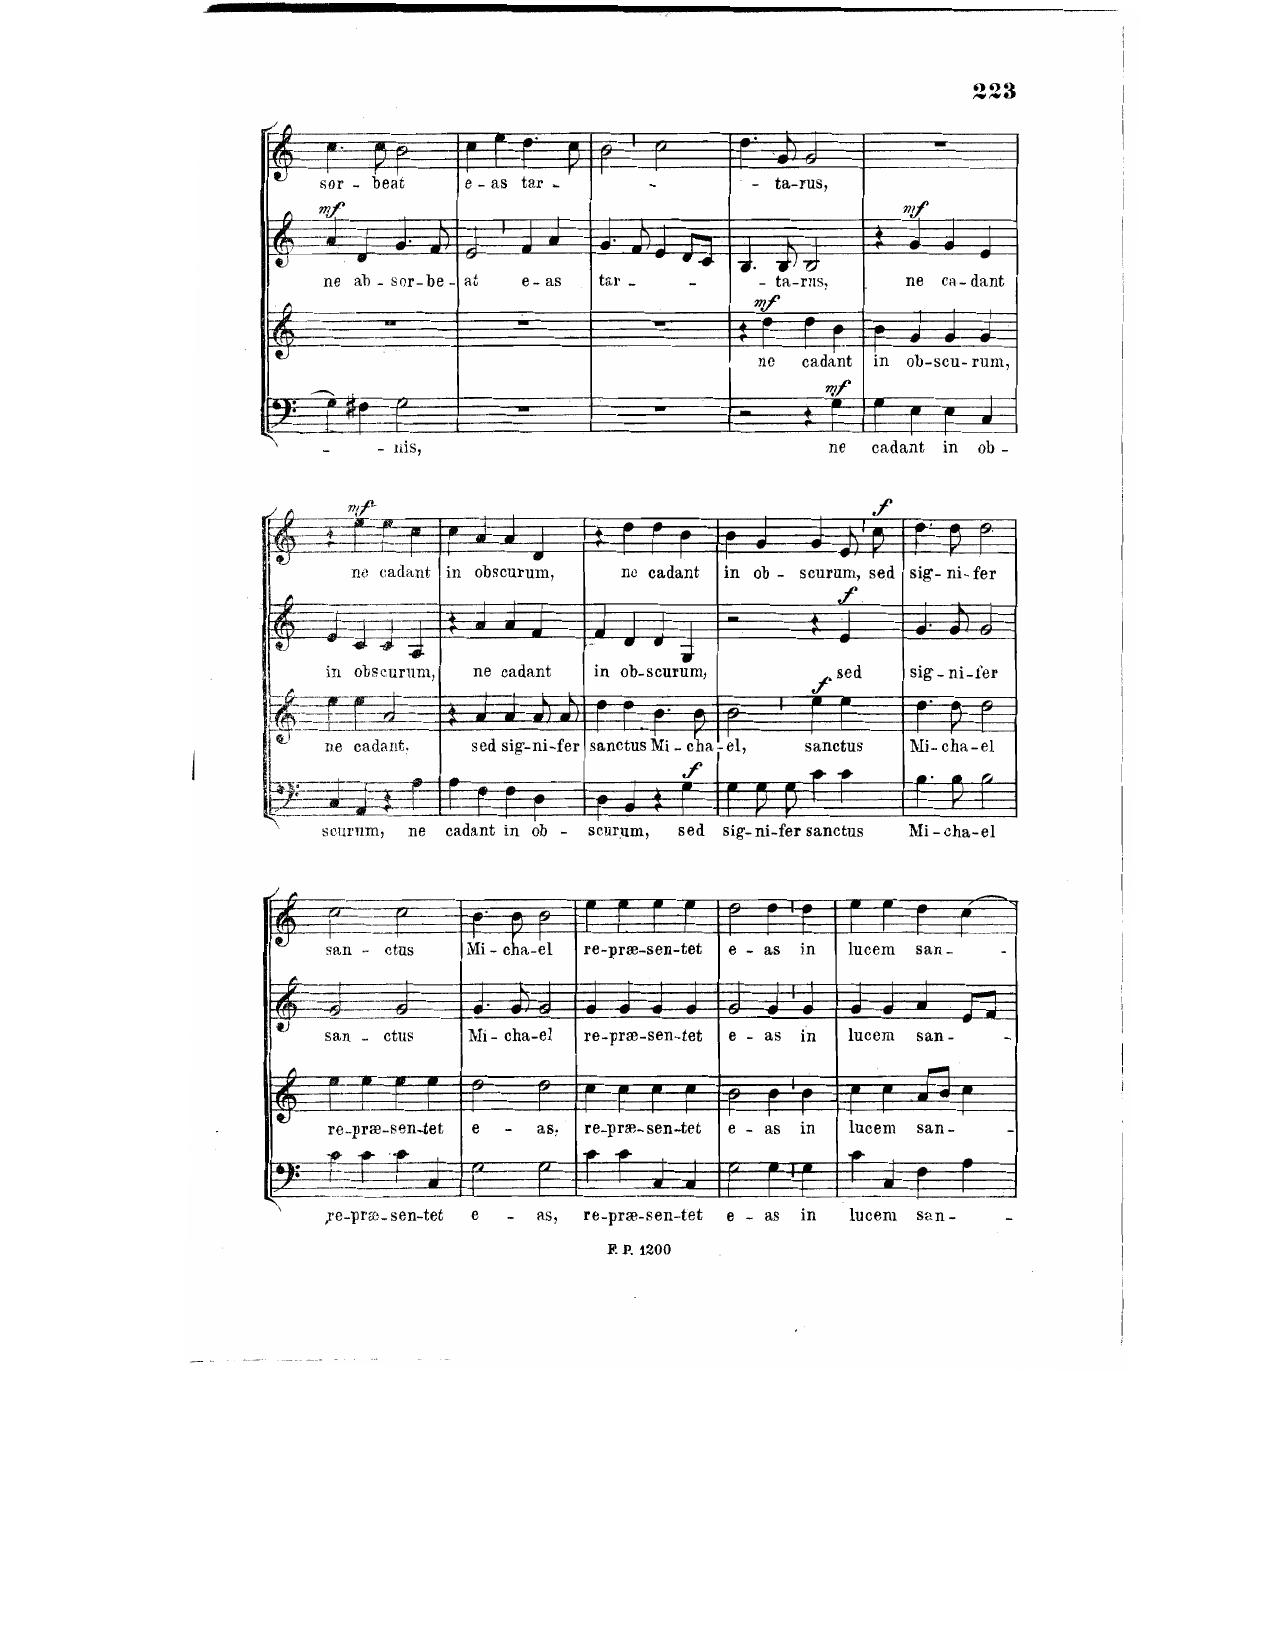 223
sor - beat e - as tar - - - ta-rus,
mf mf
ne ab - sor-be-at e-as tar - - - ta-rus, ne ca-dant
mf
ne cadant in ob-scu-rum,
mf
- - nis, ne cadant in ob -
mf f
ne cadant in obscurum, ne cadant in ob - scurum, sed sig-ni-fer
f
in obscurum, ne cadant in ob-scurum, sed sig-ni-fer
f
ne cadant. sed sig-ni-fer sanctus Mi-cha-el, sanctus Mi-cha-el
f
scurum, ne cadant in ob - scurum, sed sig-ni-fer sanctus Mi-cha-el
san - ctus Mi-cha-el re-præ-sen-tet e - as in lucem san - -
san - ctus Mi-cha-el re-præ-sen-tet e - as in lucem san - -
re-præ-sen-tet e - as, re-præ-sen-tet e - as in lucem san - -
re-præ-sen-tet e - as, re-præ-sen-tet e - as in lucem san - -
F. P. 1200